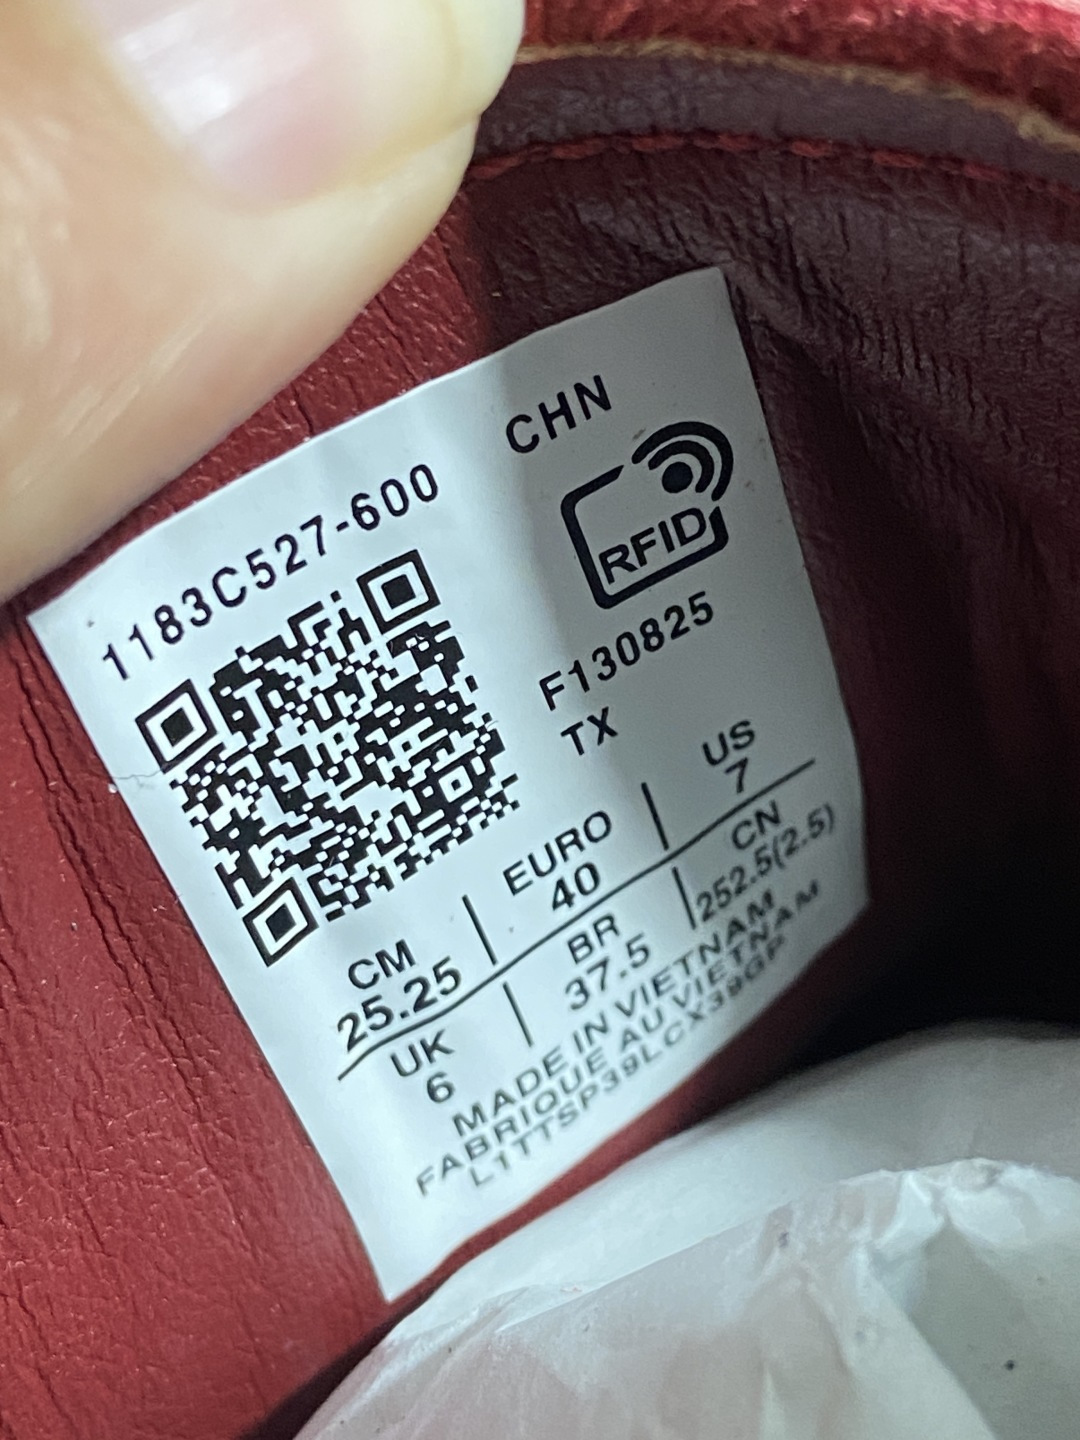 1183C527-600 CHN
RFID
F130825
TX
CM 25.25 | EURO 40 | US 7
UK 6 | BR 37.5 | CN 252.5(2.5)
MADE IN VIETNAM
FABRIQUE AU VIETNAM
L1TTSP39LCX39GP